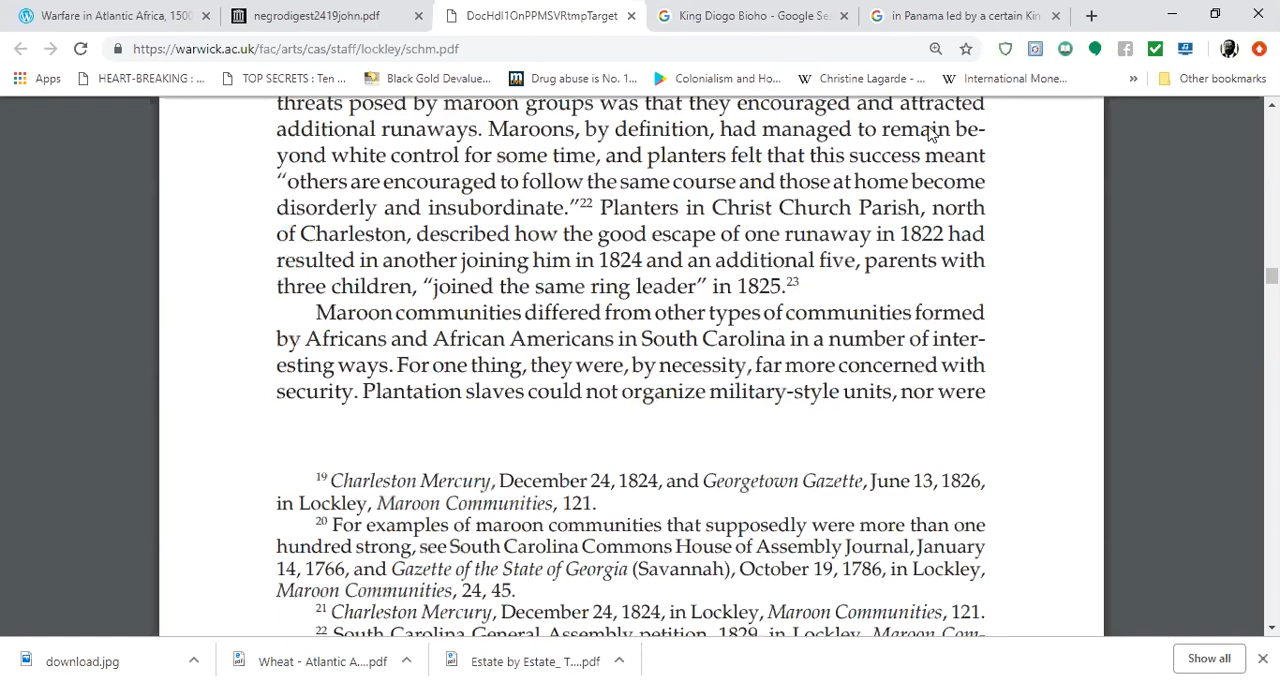 Warfare in Atlantic Africa, 1500
negrodigest2419john.pdf
DocHdl1OnPPMSVRtmpTarget
King Diogo Bioho - Google Se
in Panama led by a certain Kin
https://warwick.ac.uk/fac/arts/cas/staff/lockley/schm.pdf
Apps
HEART-BREAKING : ...
TOP SECRETS : Ten ...
Black Gold Devalue...
Drug abuse is No. 1...
Colonialism and Ho...
Christine Lagarde - ...
International Mone...
»
Other bookmarks
threats posed by maroon groups was that they encouraged and attracted
additional runaways. Maroons, by definition, had managed to remain be-
yond white control for some time, and planters felt that this success meant
“others are encouraged to follow the same course and those at home become
disorderly and insubordinate.”22 Planters in Christ Church Parish, north
of Charleston, described how the good escape of one runaway in 1822 had
resulted in another joining him in 1824 and an additional five, parents with
three children, “joined the same ring leader” in 1825.23
Maroon communities differed from other types of communities formed
by Africans and African Americans in South Carolina in a number of inter-
esting ways. For one thing, they were, by necessity, far more concerned with
security. Plantation slaves could not organize military-style units, nor were
19 Charleston Mercury, December 24, 1824, and Georgetown Gazette, June 13, 1826,
in Lockley, Maroon Communities, 121.
20 For examples of maroon communities that supposedly were more than one
hundred strong, see South Carolina Commons House of Assembly Journal, January
14, 1766, and Gazette of the State of Georgia (Savannah), October 19, 1786, in Lockley,
Maroon Communities, 24, 45.
21 Charleston Mercury, December 24, 1824, in Lockley, Maroon Communities, 121.
22 South Carolina General Assembly petition, 1829, in Lockley, Maroon Com-
download.jpg
Wheat - Atlantic A....pdf
Estate by Estate_ T....pdf
Show all